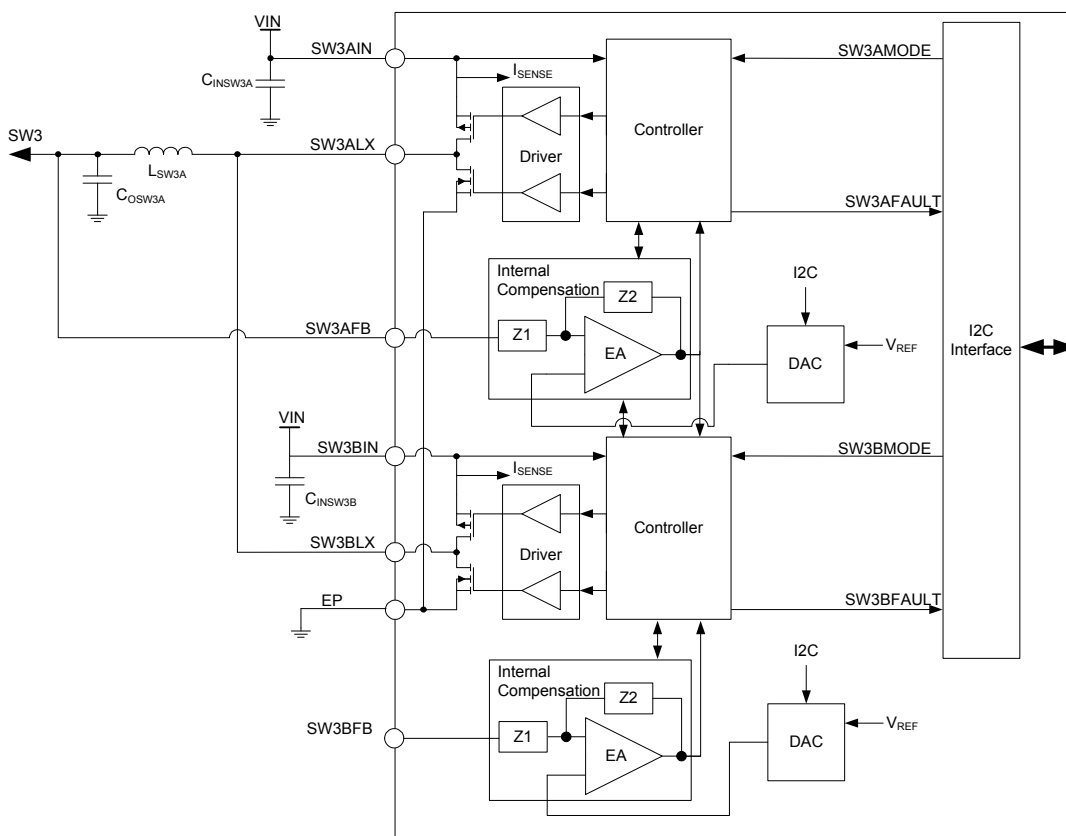 VIN
SW3AIN
CINSW3A
ISENSE
SW3AMODE
Controller
SW3
SW3ALX
LSW3A
COSW3A
Driver
SW3AFAULT
Internal
Compensation
Z2
Z1
EA
SW3AFB
I2C
VREF
DAC
I2C
Interface
VIN
SW3BIN
CINSW3B
ISENSE
SW3BMODE
Controller
SW3BLX
Driver
EP
SW3BFAULT
Internal
Compensation
Z2
Z1
EA
SW3BFB
I2C
VREF
DAC